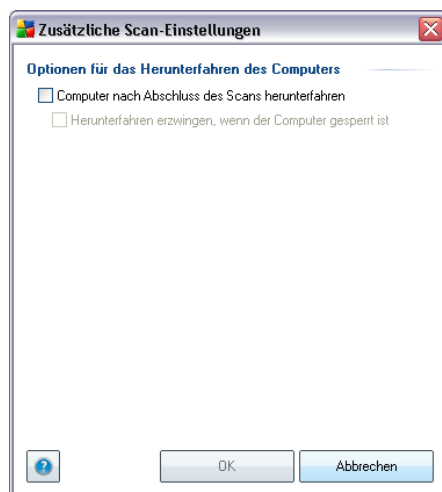 Zusätzliche Scan-Einstellungen
Optionen für das Herunterfahren des Computers
Computer nach Abschluss des Scans herunterfahren
Herunterfahren erzwingen, wenn der Computer gesperrt ist
?
OK
Abbrechen